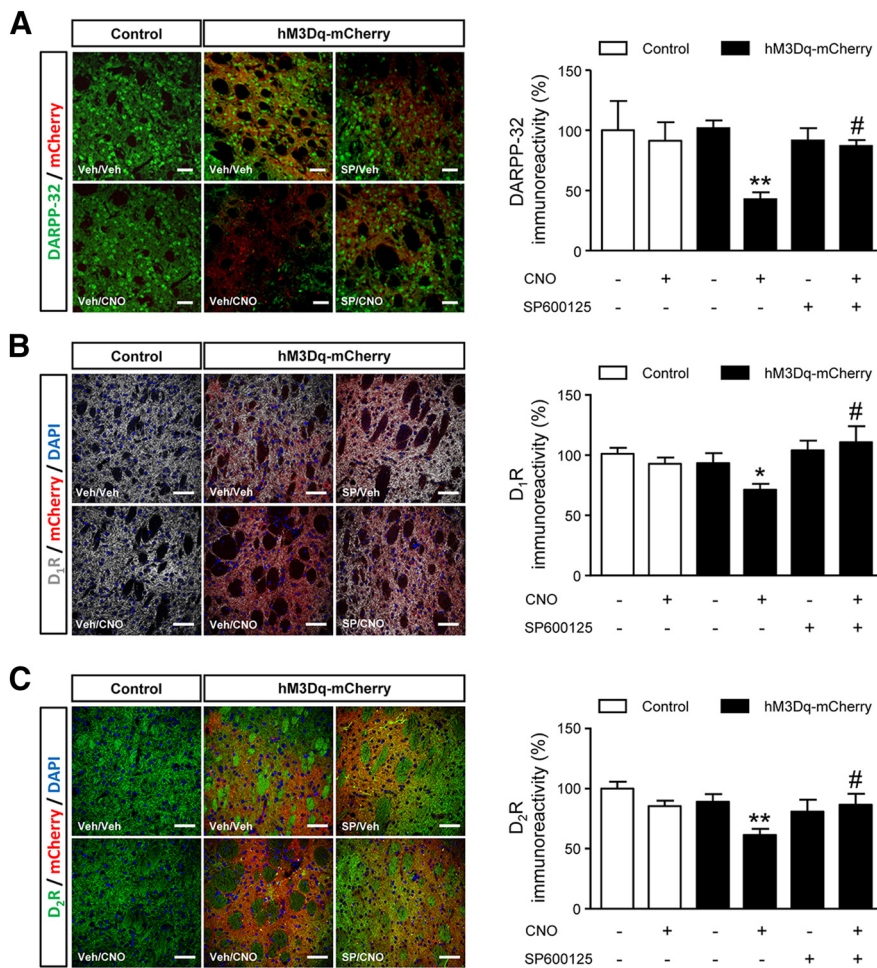 A
Control
hM3Dq-mCherry
DARPP-32 / mCherry
Veh/Veh
Veh/Veh
SP/Veh
Veh/CNO
Veh/CNO
SP/CNO
Control
hM3Dq-mCherry
DARPP-32
immunoreactivity (%)
150
100
50
0
**
#
CNO - + - + - +
SP600125 - - - - + +
B
Control
hM3Dq-mCherry
D₁R / mCherry / DAPI
Veh/Veh
Veh/Veh
SP/Veh
Veh/CNO
Veh/CNO
SP/CNO
Control
hM3Dq-mCherry
D₁R
immunoreactivity (%)
150
100
50
0
*
#
CNO - + - + - +
SP600125 - - - - + +
C
Control
hM3Dq-mCherry
D₂R / mCherry / DAPI
Veh/Veh
Veh/Veh
SP/Veh
Veh/CNO
Veh/CNO
SP/CNO
Control
hM3Dq-mCherry
D₂R
immunoreactivity (%)
150
100
50
0
**
#
CNO - + - + - +
SP600125 - - - - + +